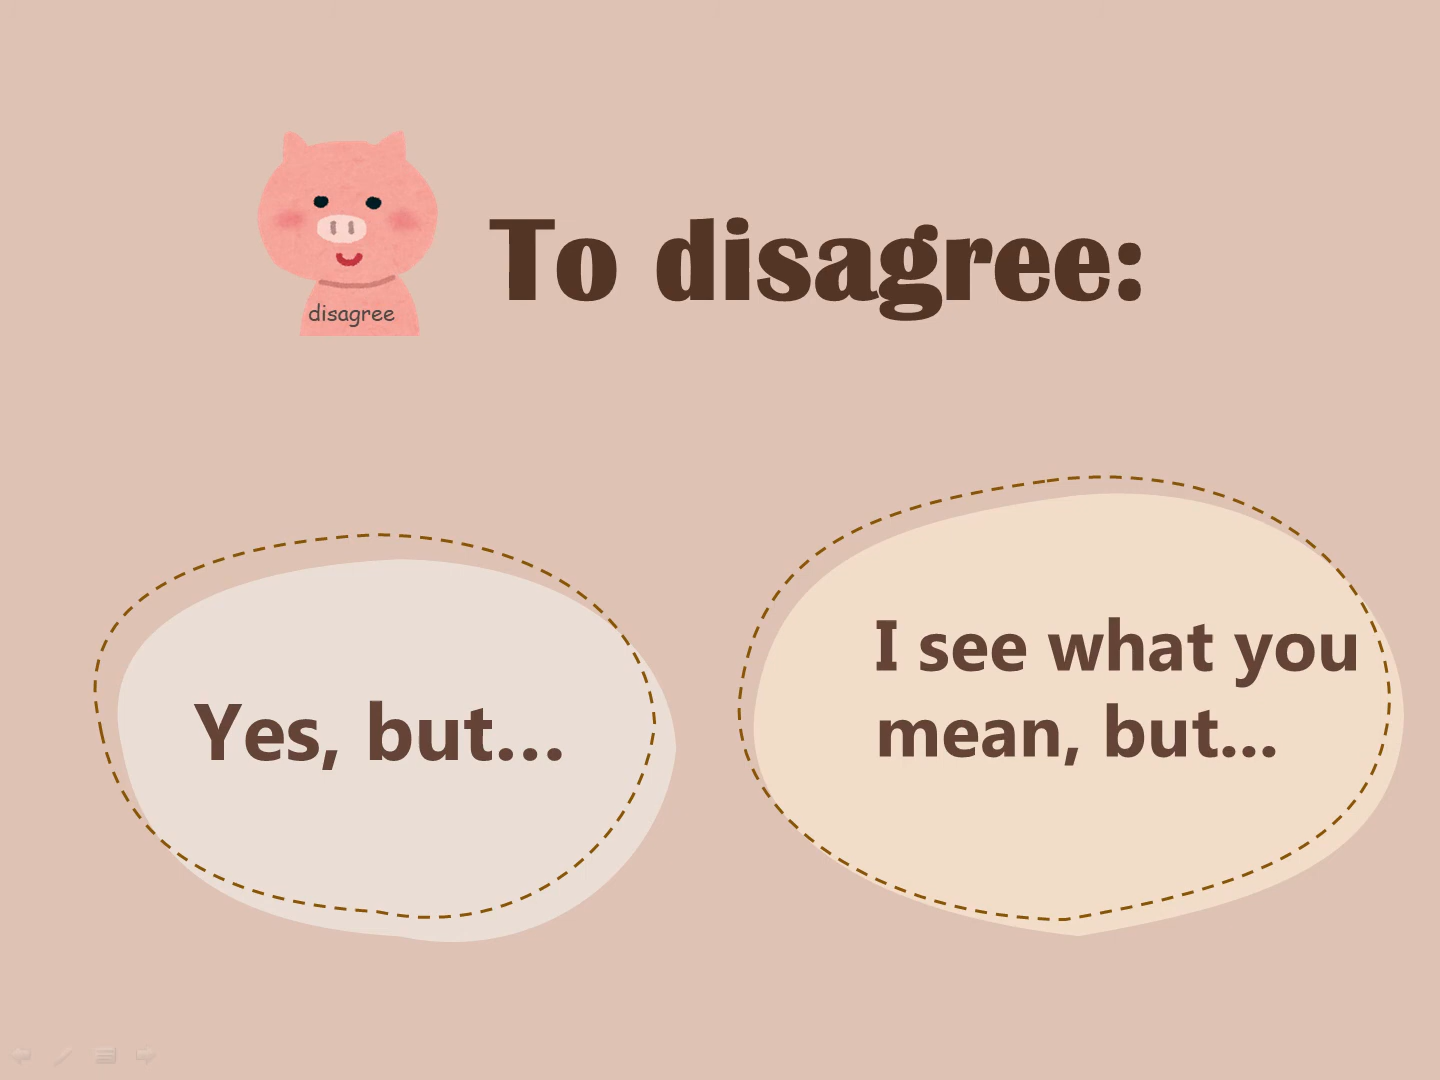 To disagree:
disagree
Yes, but...
I see what you
mean, but...